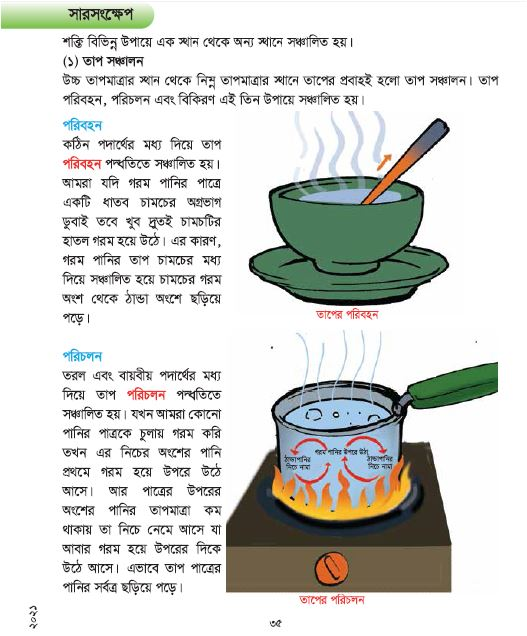 সারসংক্ষেপ
শক্তি বিভিন্ন উপায়ে এক স্থান থেকে অন্য স্থানে সঞ্চালিত হয়।
(১) তাপ সঞ্চালন
উচ্চ তাপমাত্রার স্থান থেকে নিম্ন তাপমাত্রার স্থানে তাপের প্রবাহই হলো তাপ সঞ্চালন। তাপ
পরিবহন, পরিচলন এবং বিকিরণ এই তিন উপায়ে সঞ্চালিত হয়।
পরিবহন
কঠিন পদার্থের মধ্য দিয়ে তাপ
পরিবহন পদ্ধতিতে সঞ্চালিত হয়।
আমরা যদি গরম পানির পাত্রে
একটি ধাতব চামচের অগ্রভাগ
ডুবাই তবে খুব দ্রুতই চামচটির
হাতল গরম হয়ে উঠে। এর কারণ,
গরম পানির তাপ চামচের মধ্য
দিয়ে সঞ্চালিত হয়ে চামচের গরম
অংশ থেকে ঠান্ডা অংশে ছড়িয়ে
পড়ে।
তাপের পরিবহন
পরিচলন
তরল এবং বায়বীয় পদার্থের মধ্য
দিয়ে তাপ পরিচলন পদ্ধতিতে
সঞ্চালিত হয়। যখন আমরা কোনো
পানির পাত্রকে চুলায় গরম করি
তখন এর নিচের অংশের পানি
প্রথমে গরম হয়ে উপরে উঠে
আসে। আর পাত্রের উপরের
অংশের পানির তাপমাত্রা কম
থাকায় তা নিচে নেমে আসে যা
আবার গরম হয়ে উপরের দিকে
উঠে আসে। এভাবে তাপ পাত্রের
পানির সর্বত্র ছড়িয়ে পড়ে।
গরম পানির উপরে উঠা
ঠান্ডাপানির
নিচে নামা
ঠান্ডাপানির
নিচে নামা
তাপের পরিচলন
২০২১
৩৫